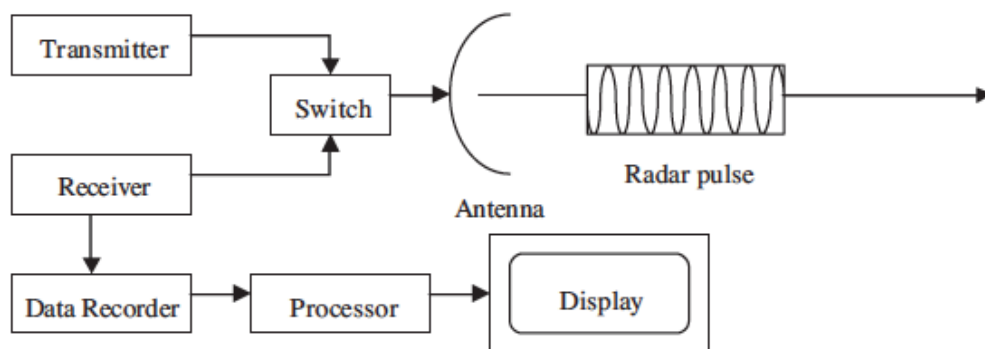 Transmitter
Switch
Receiver
Radar pulse
Antenna
Data Recorder
Processor
Display